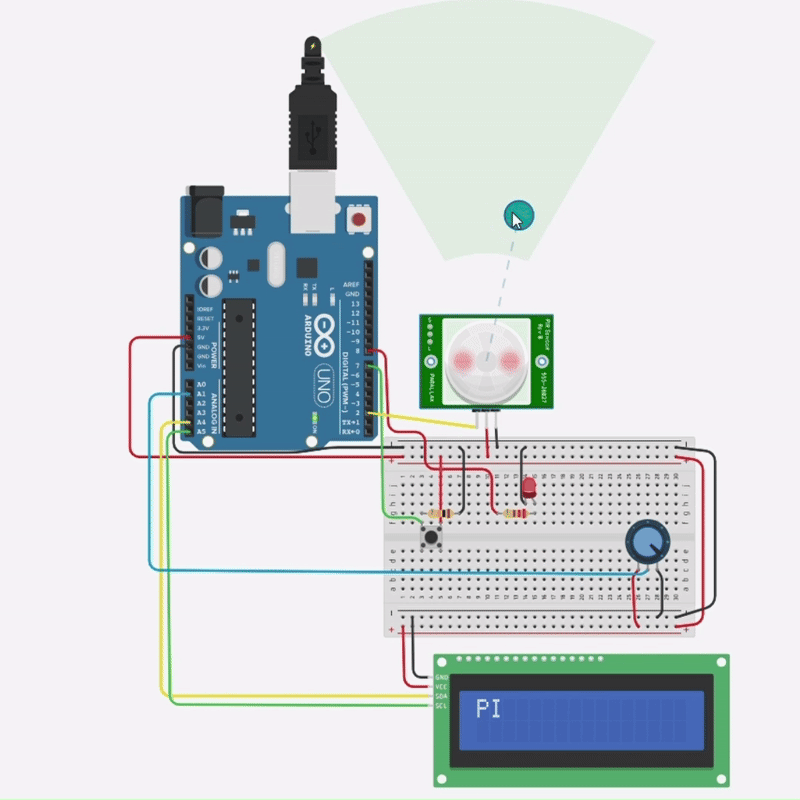 AREF
GND
13
12
~11
~10
~9
8
7
~6
~5
4
~3
2
TX→1
RX←0
DIGITAL (PWM~)
TX
RX
L
ARDUINO
UNO
ON
IOREF
RESET
3.3V
5V
GND
GND
Vin
POWER
A0
A1
A2
A3
A4
A5
ANALOG IN
PIR Sensor
Rev B
555-28027
PARALLAX
GND
VCC
SDA
SCL
PI